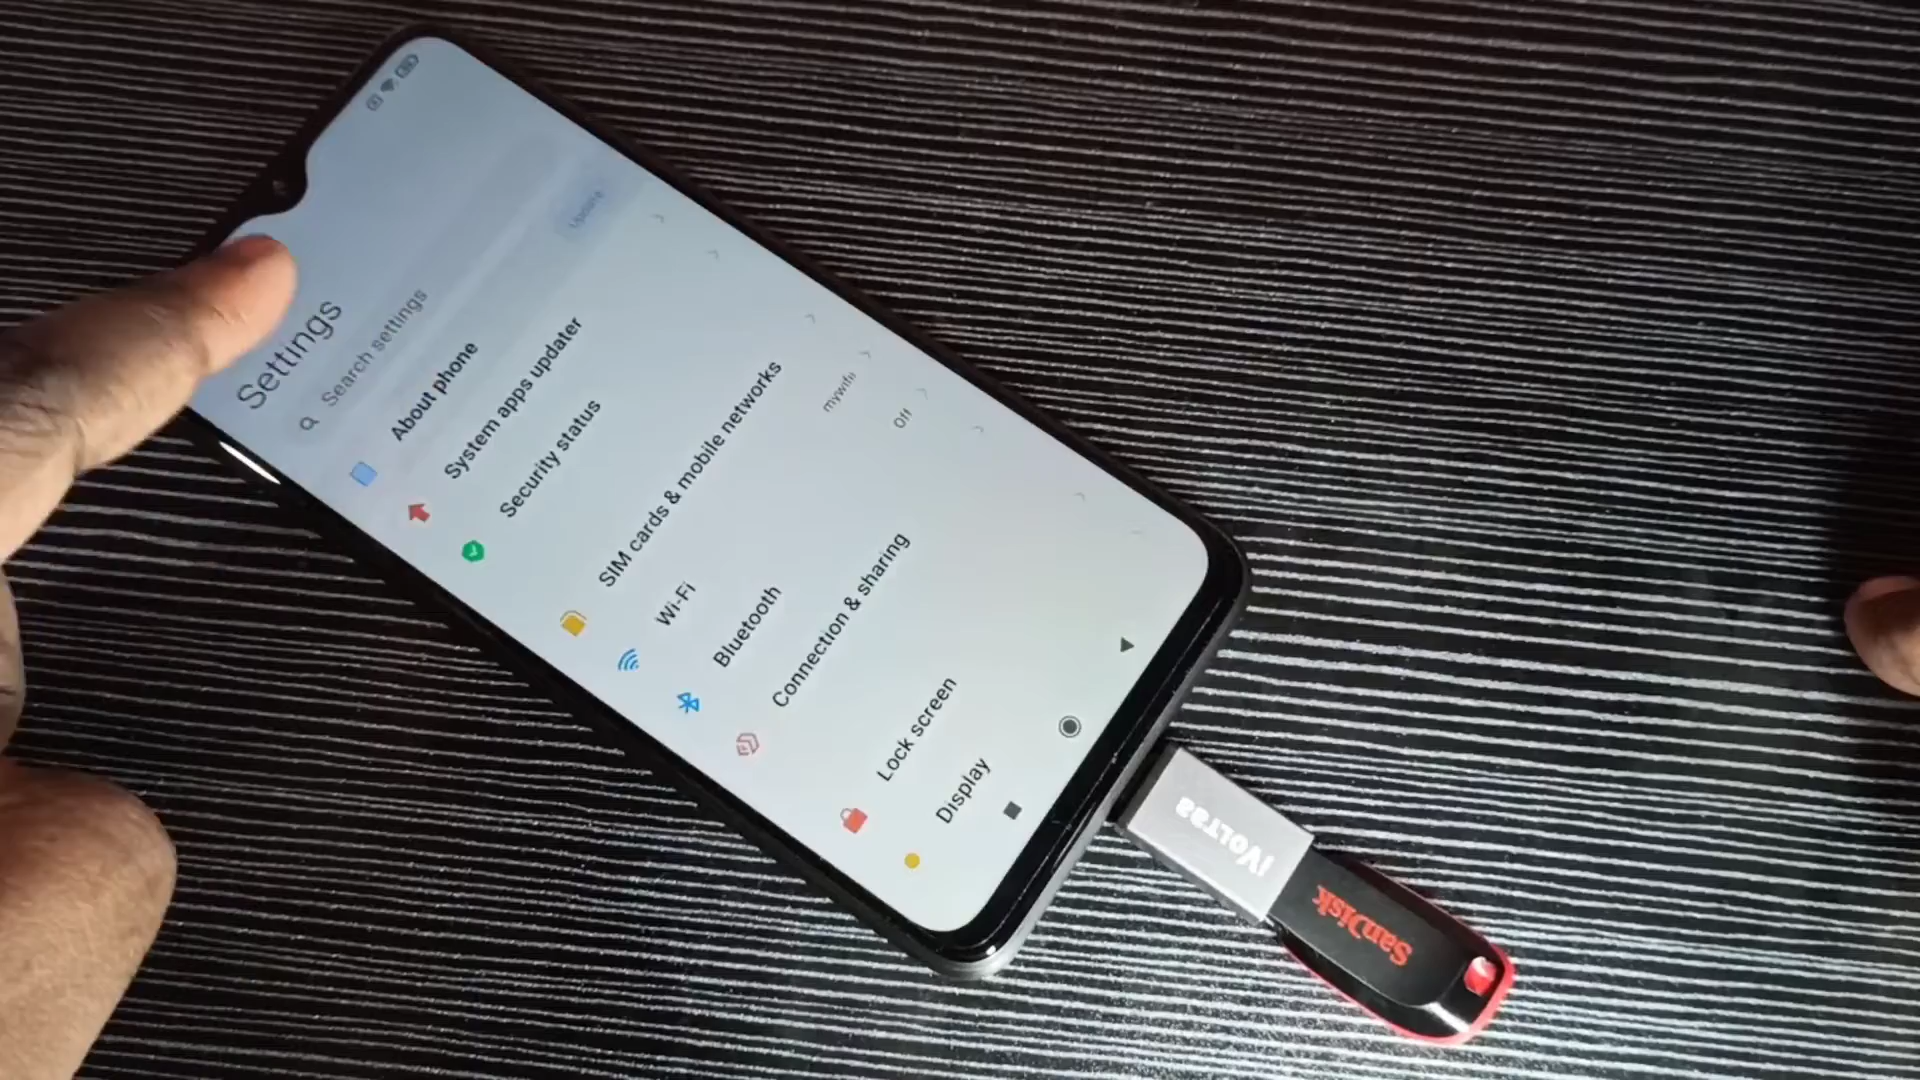 Settings
Search settings
About phone
Update
System apps updater
Security status
SIM cards & mobile networks
Wi-Fi
mywifi
Bluetooth
Off
Connection & sharing
Lock screen
Display
iVoltaa
SanDisk